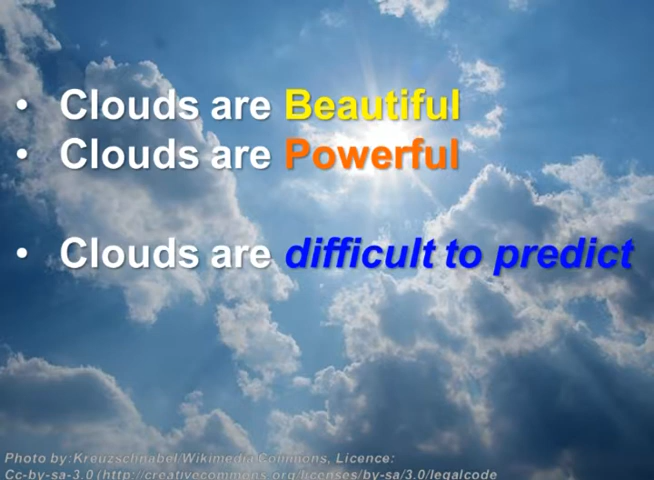 • Clouds are Beautiful
• Clouds are Powerful
• Clouds are difficult to predict
Photo by:Kreuzschnabel/Wikimedia Commons, Licence:
Cc-by-sa-3.0 (http://creativecommons.org/licenses/by-sa/3.0/legalcode